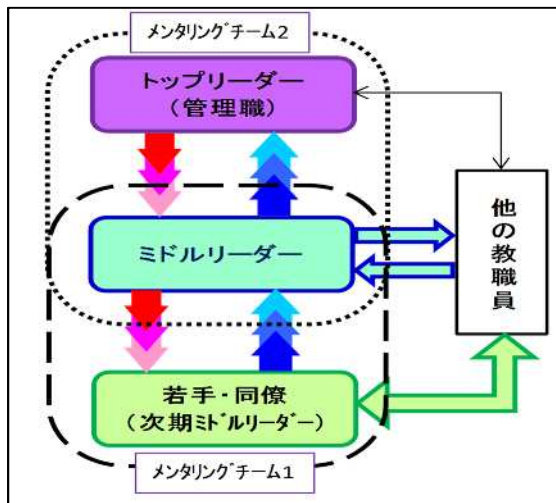 メンタリングチーム2
トップリーダー
(管理職)
ミドルリーダー
他の教職員
若手・同僚
(次期ミドルリーダー)
メンタリングチーム1